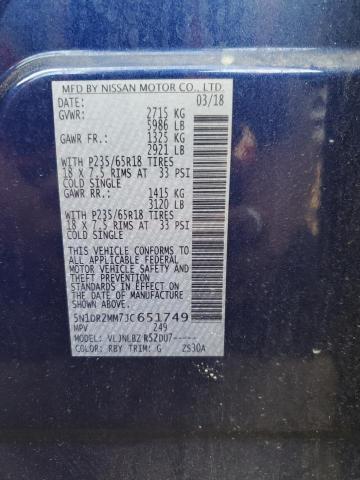 MFD BY NISSAN MOTOR CO., LTD.
DATE: 03/18
GVWR: 2715 KG
5986 LB
GAWR FR.: 1325 KG
2921 LB
WITH P235/65R18 TIRES
18 X 7.5 RIMS AT 33 PSI
COLD SINGLE
GAWR RR.: 1415 KG
3120 LB
WITH P235/65R18 TIRES
18 X 7.5 RIMS AT 33 PSI
COLD SINGLE
THIS VEHICLE CONFORMS TO
ALL APPLICABLE FEDERAL
MOTOR VEHICLE SAFETY
STANDARDS IN EFFECT ON
THE DATE OF MANUFACTURE
SHOWN ABOVE.
5N1DR2MM7JC651749
MPV 249
MODEL: VLJNLBZ R52DU7-----
COLOR: RBY TRIM: G ZS30A